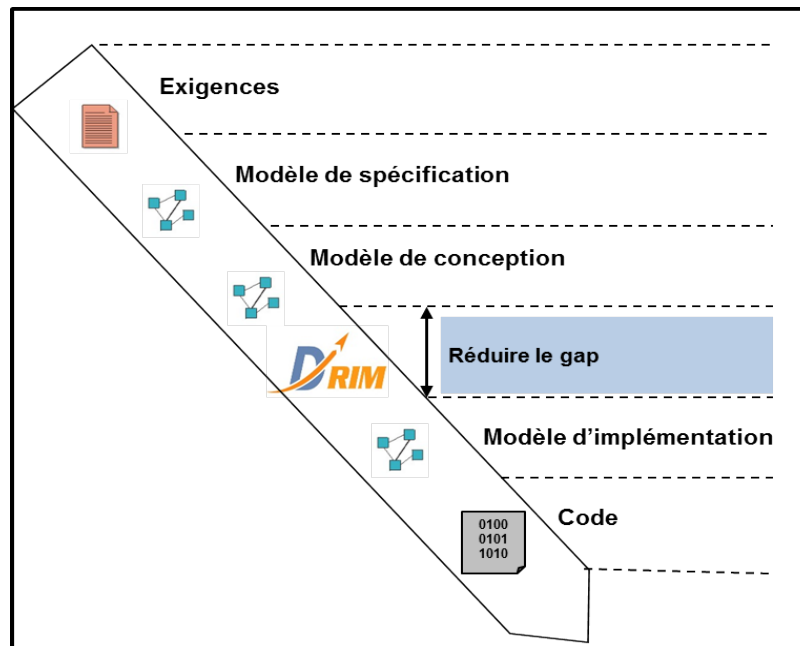 Exigences
Modèle de spécification
Modèle de conception
DRIM
Réduire le gap
Modèle d'implémentation
Code
0100
0101
1010